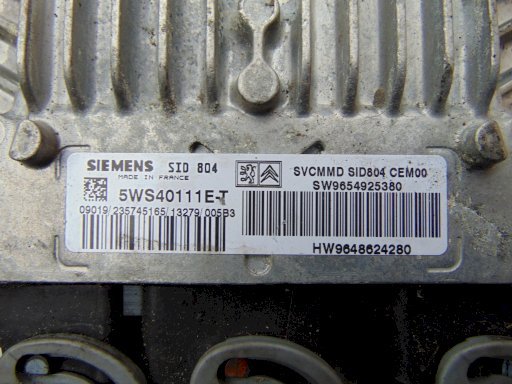 SIEMENS SID 804
MADE IN FRANCE
5WS40111E-T
09019/235745165/13279/005B3
SVCMMD SID804 CEM00
SW9654925380
HW9648624280